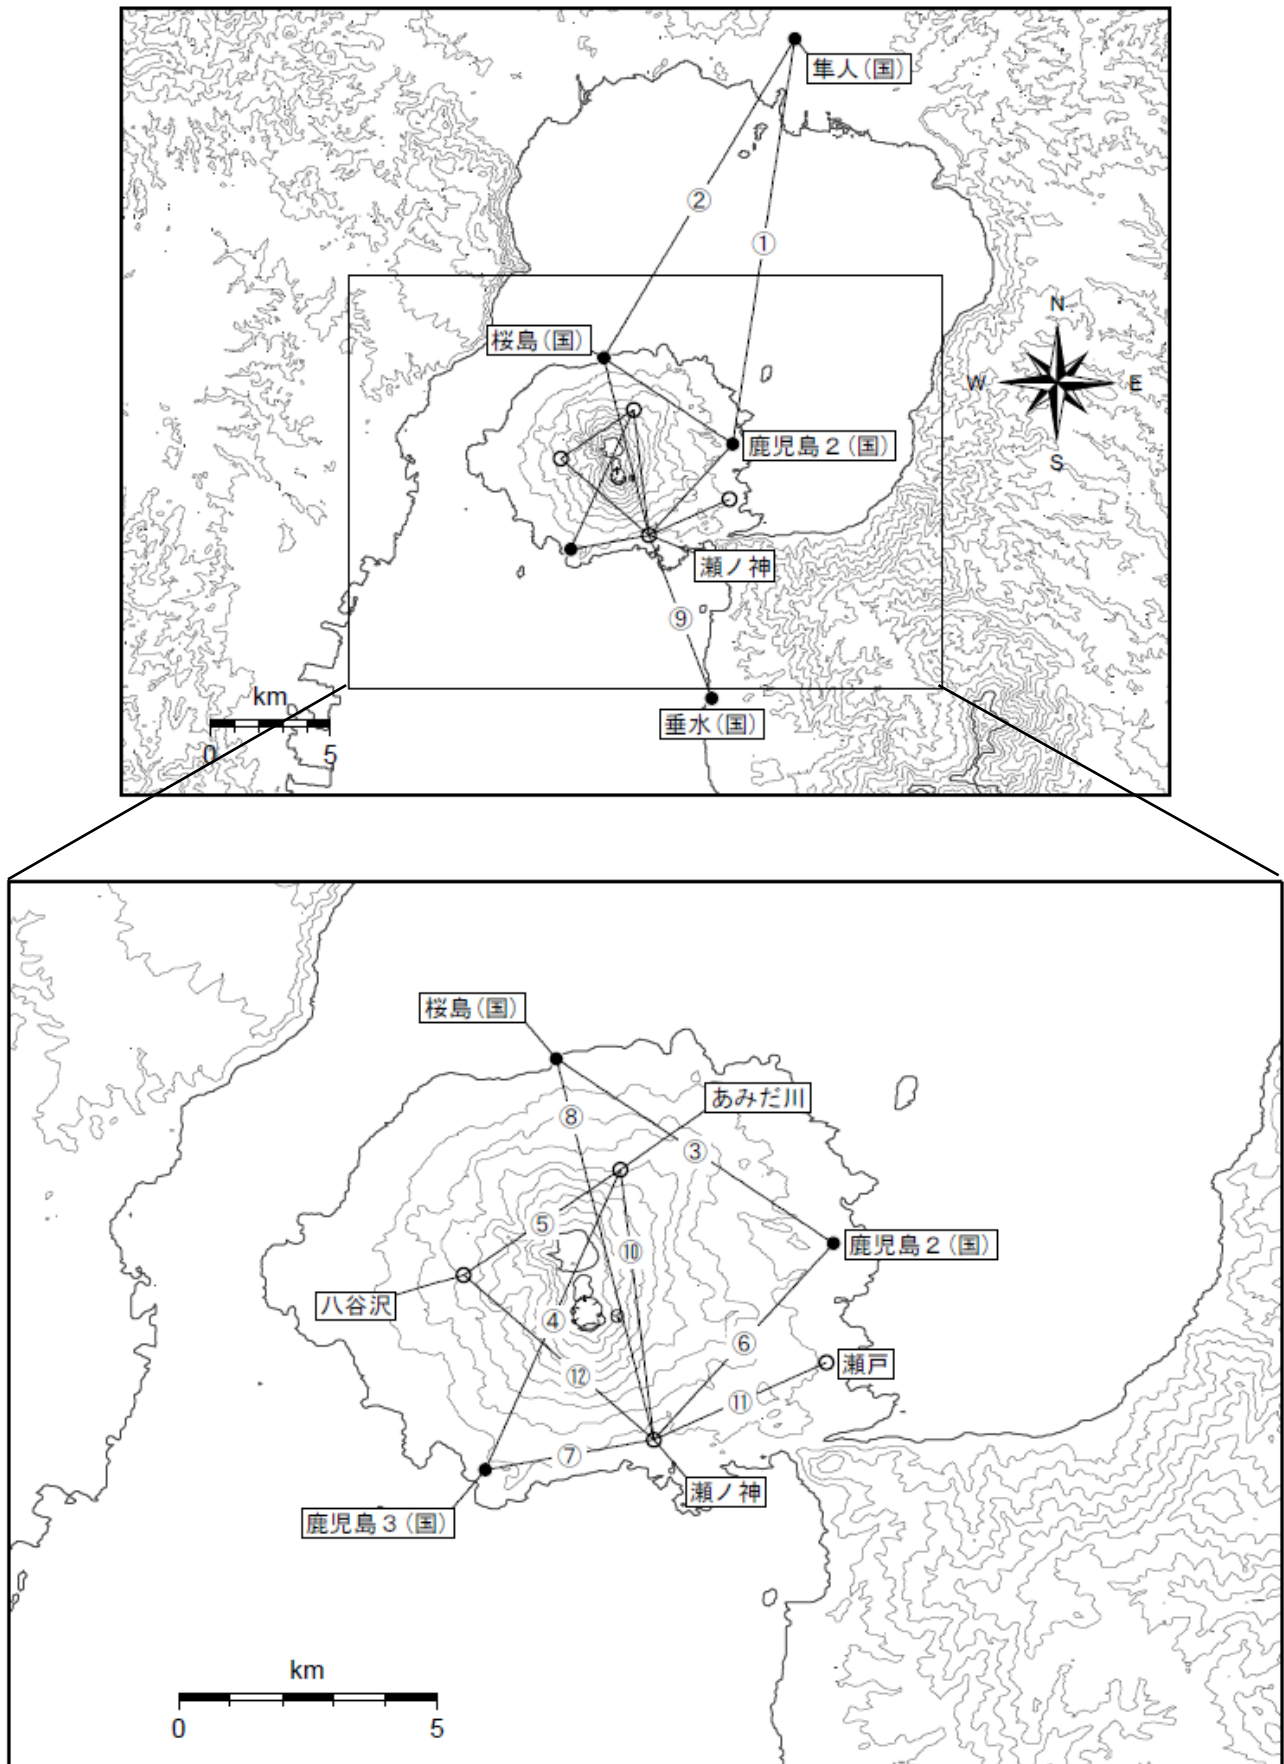 隼人(国)
②
①
N
桜島(国)
W
E
鹿児島2(国)
S
瀬ノ神
⑨
km
0
5
垂水(国)
桜島(国)
あみだ川
⑧
③
⑤
⑩
鹿児島2(国)
八谷沢
④
⑥
瀬戸
⑫
⑪
⑦
瀬ノ神
鹿児島3(国)
km
0
5